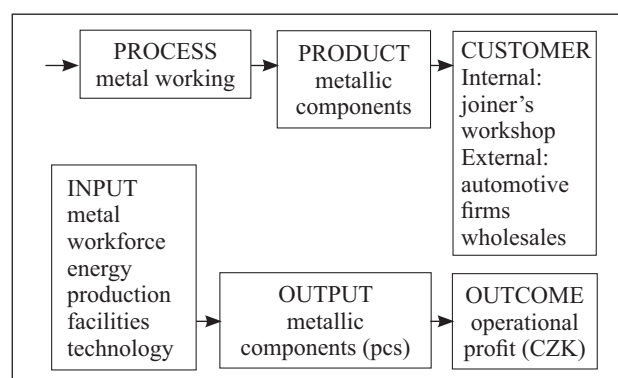 PROCESS
metal working
PRODUCT
metallic
components
CUSTOMER
Internal:
joiner’s
workshop
External:
automotive
firms
wholesales
INPUT
metal
workforce
energy
production
facilities
technology
OUTPUT
metallic
components (pcs)
OUTCOME
operational
profit (CZK)